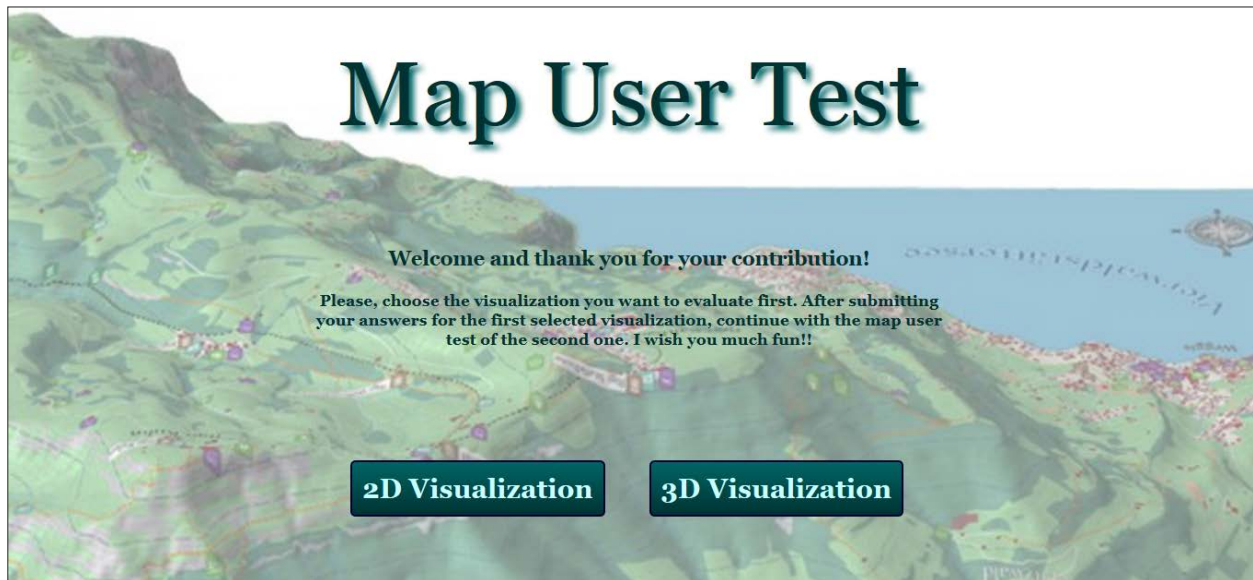 Map User Test
Welcome and thank you for your contribution!
Please, choose the visualization you want to evaluate first. After submitting
your answers for the first selected visualization, continue with the map user
test of the second one. I wish you much fun!!
Vierwaldstättersee
Weggis
2D Visualization
3D Visualization